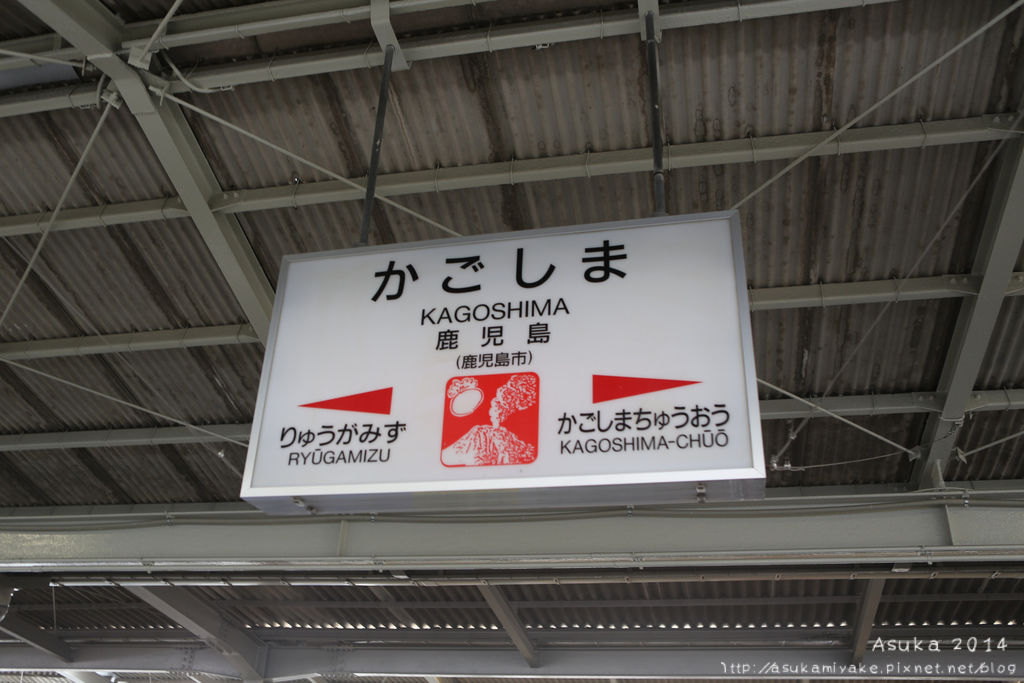 かごしま
KAGOSHIMA
鹿児島
(鹿児島市)
りゅうがみず
RYŪGAMIZU
かごしまちゅうおう
KAGOSHIMA-CHŪŌ
Asuka 2014
http://asukamiyake.pixnet.net/blog